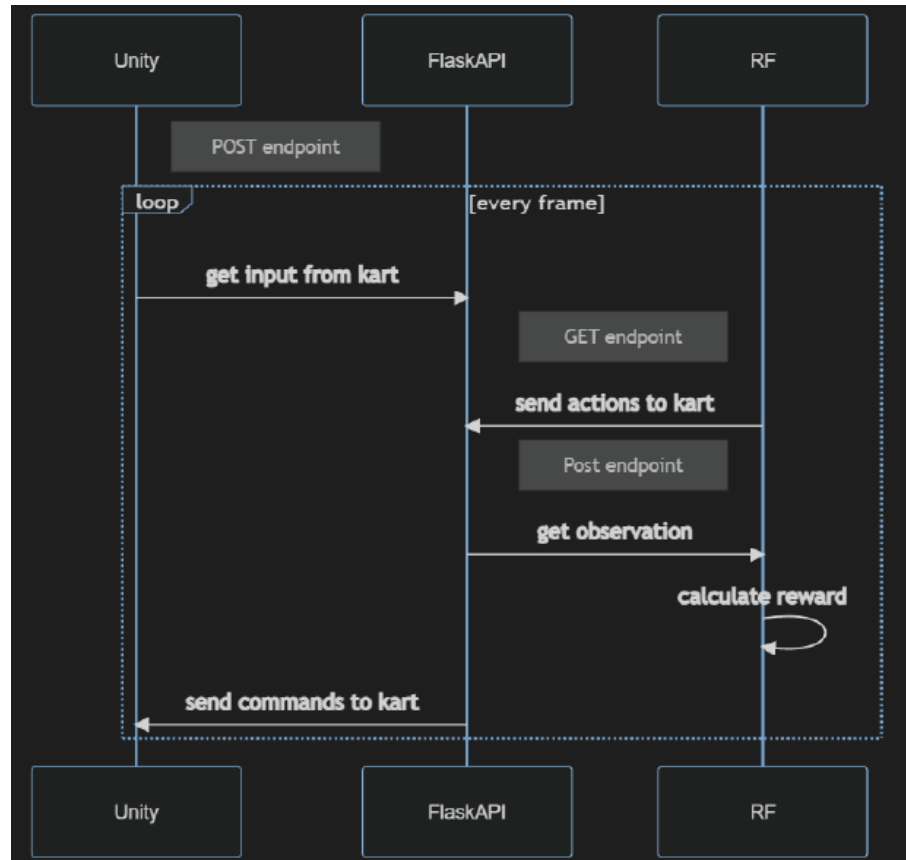 Unity
FlaskAPI
RF
POST endpoint
loop
[every frame]
get input from kart
GET endpoint
send actions to kart
Post endpoint
get observation
calculate reward
send commands to kart
Unity
FlaskAPI
RF